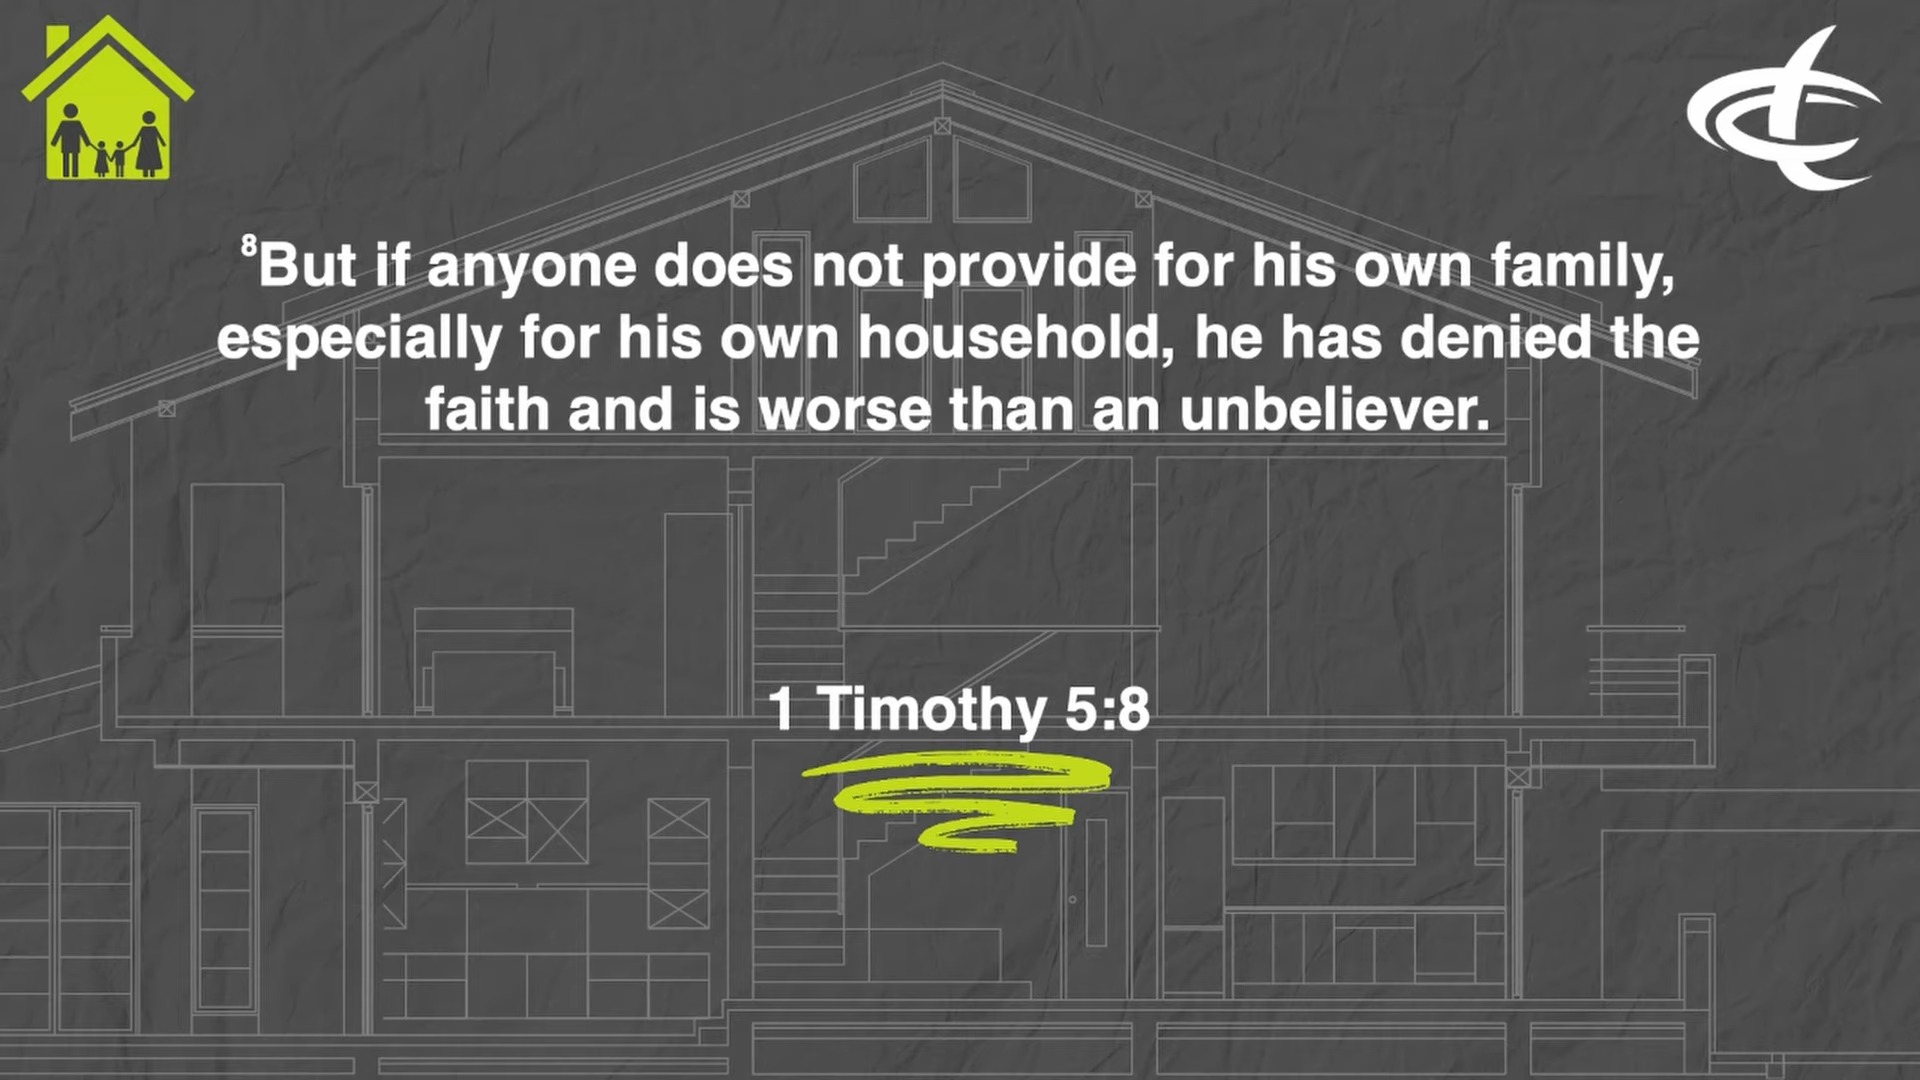 ⁸But if anyone does not provide for his own family,
especially for his own household, he has denied the
faith and is worse than an unbeliever.
1 Timothy 5:8